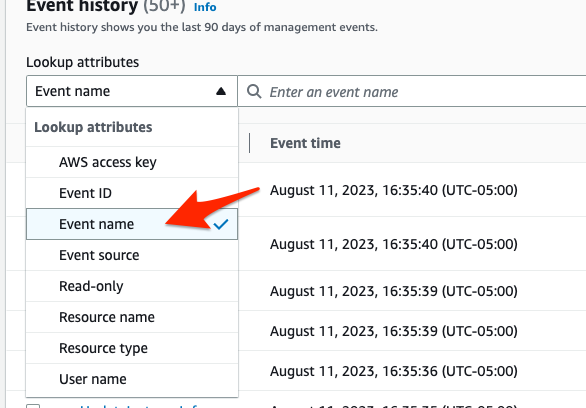 Event history (50+) Info
Event history shows you the last 90 days of management events.
Lookup attributes
Event name
Enter an event name
Lookup attributes
AWS access key
Event ID
Event name
Event source
Read-only
Resource name
Resource type
User name
Event time
August 11, 2023, 16:35:40 (UTC-05:00)
August 11, 2023, 16:35:40 (UTC-05:00)
August 11, 2023, 16:35:39 (UTC-05:00)
August 11, 2023, 16:35:39 (UTC-05:00)
August 11, 2023, 16:35:36 (UTC-05:00)